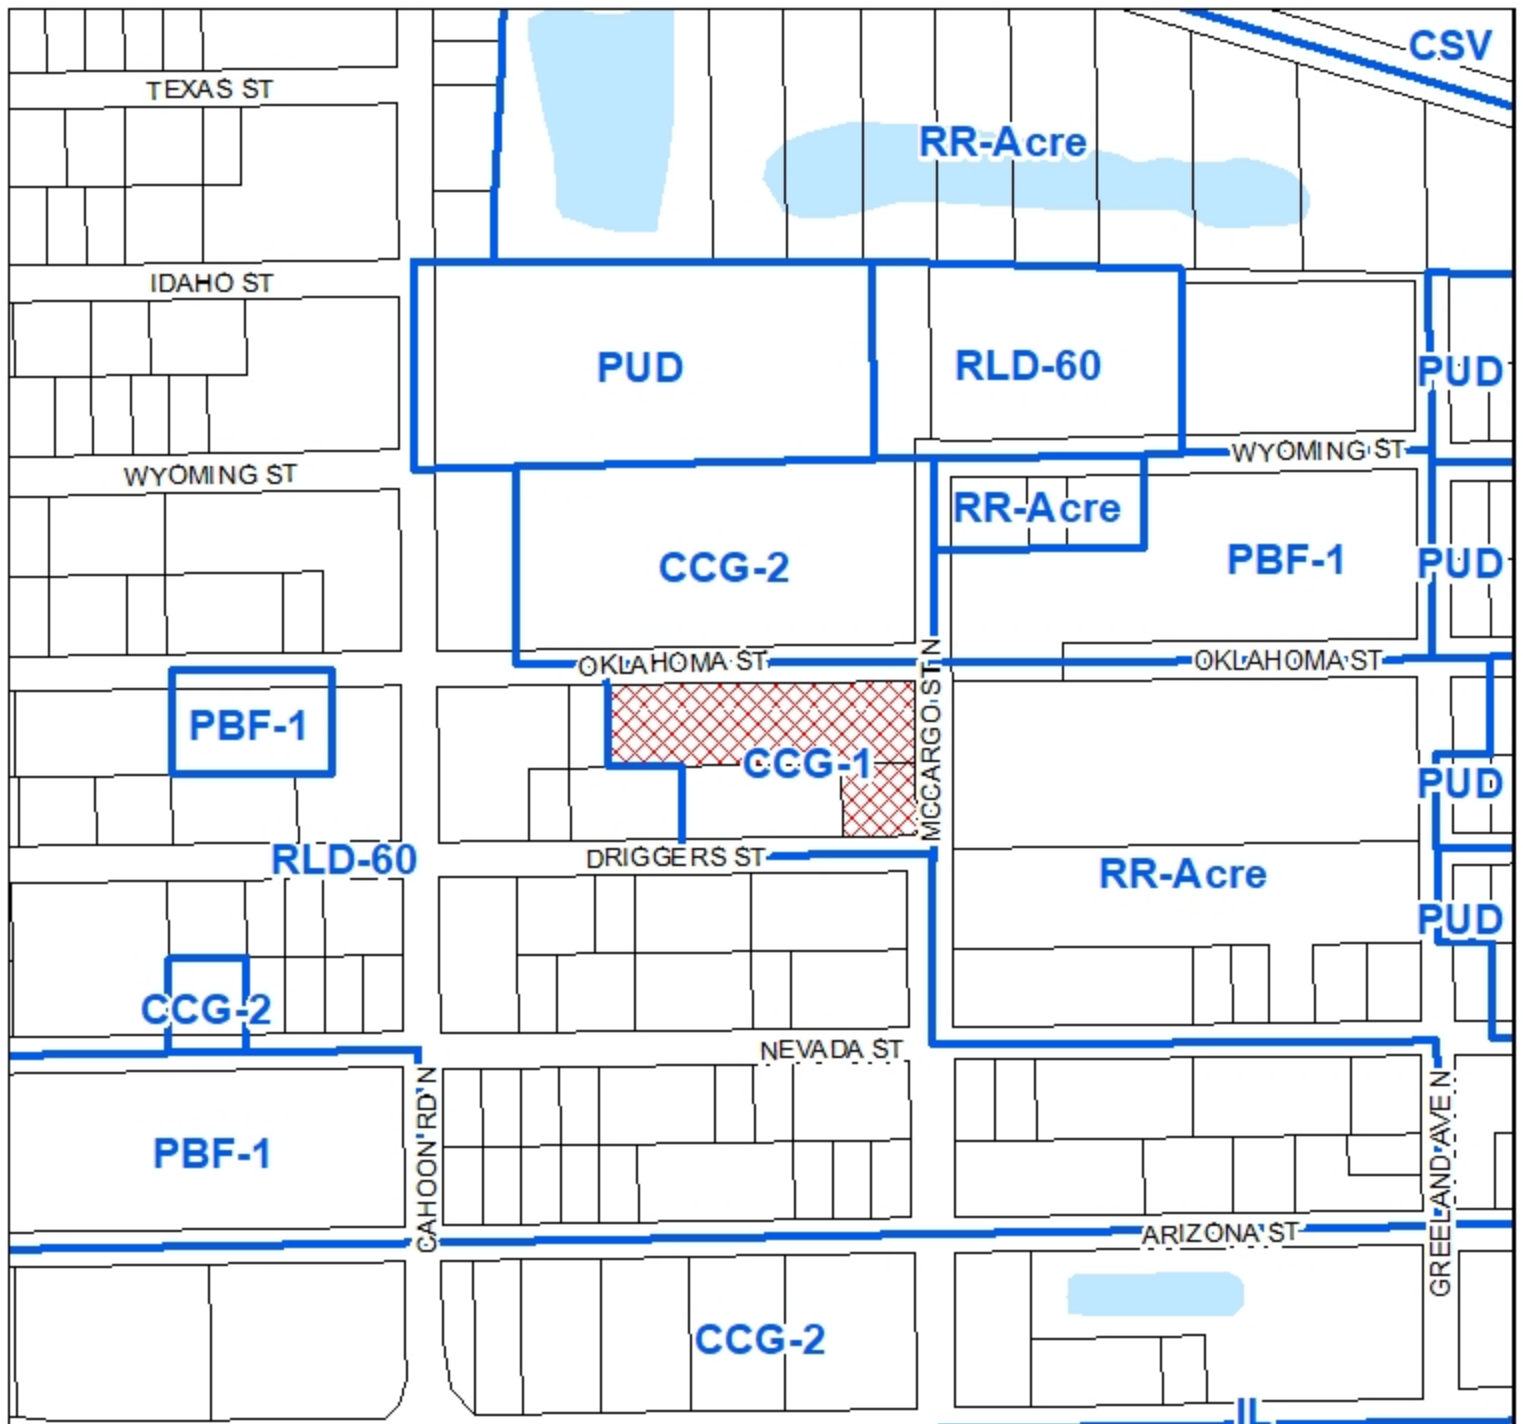 CSV
TEXAS ST
RR-Acre
IDAHO ST
PUD
RLD-60
PUD
WYOMING ST
WYOMING ST
RR-Acre
CCG-2
PBF-1
PUD
OKLAHOMA ST
OKLAHOMA ST
PBF-1
CCG-1
MCCARGO ST N
PUD
RLD-60
DRIGGERS ST
RR-Acre
PUD
CCG-2
NEVADA ST
PBF-1
CAHOON RD N
GREELAND AVE N
ARIZONA ST
CCG-2
IL